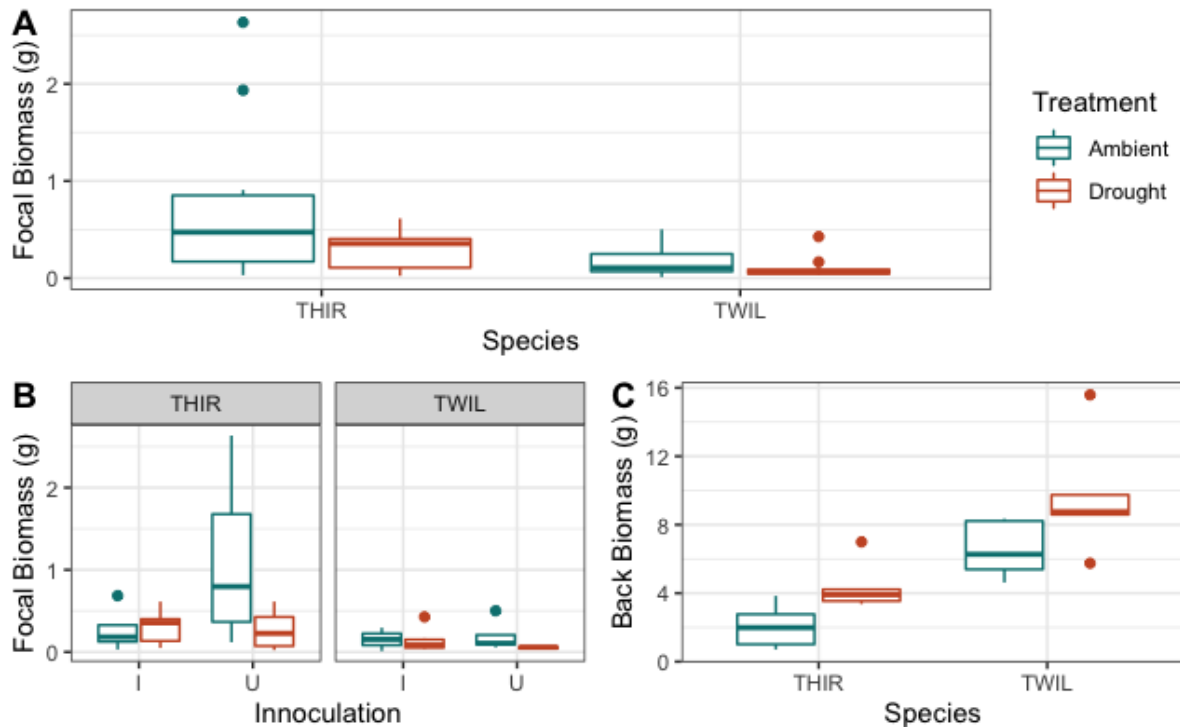 A
Focal Biomass (g)
2
1
0
THIR
TWIL
Species
Treatment
Ambient
Drought
B
THIR
TWIL
Focal Biomass (g)
2
1
0
I
U
I
U
Innoculation
C
Back Biomass (g)
16
12
8
4
0
THIR
TWIL
Species